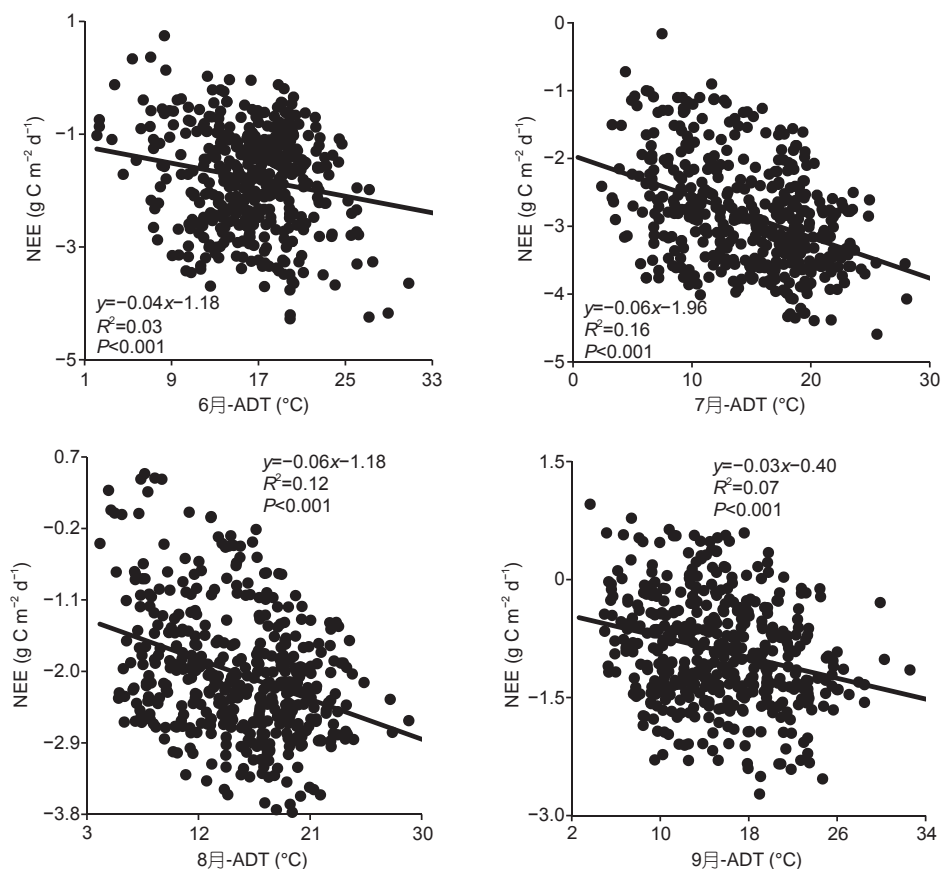 1
−1
−3
−5
NEE (g C m⁻² d⁻¹)
y=−0.04x−1.18
R²=0.03
P<0.001
1 9 17 25 33
6月-ADT (°C)
0
−1
−2
−3
−4
−5
NEE (g C m⁻² d⁻¹)
y=−0.06x−1.96
R²=0.16
P<0.001
0 10 20 30
7月-ADT (°C)
0.7
−0.2
−1.1
−2.0
−2.9
−3.8
NEE (g C m⁻² d⁻¹)
y=−0.06x−1.18
R²=0.12
P<0.001
3 12 21 30
8月-ADT (°C)
1.5
0
−1.5
−3.0
NEE (g C m⁻² d⁻¹)
y=−0.03x−0.40
R²=0.07
P<0.001
2 10 18 26 34
9月-ADT (°C)